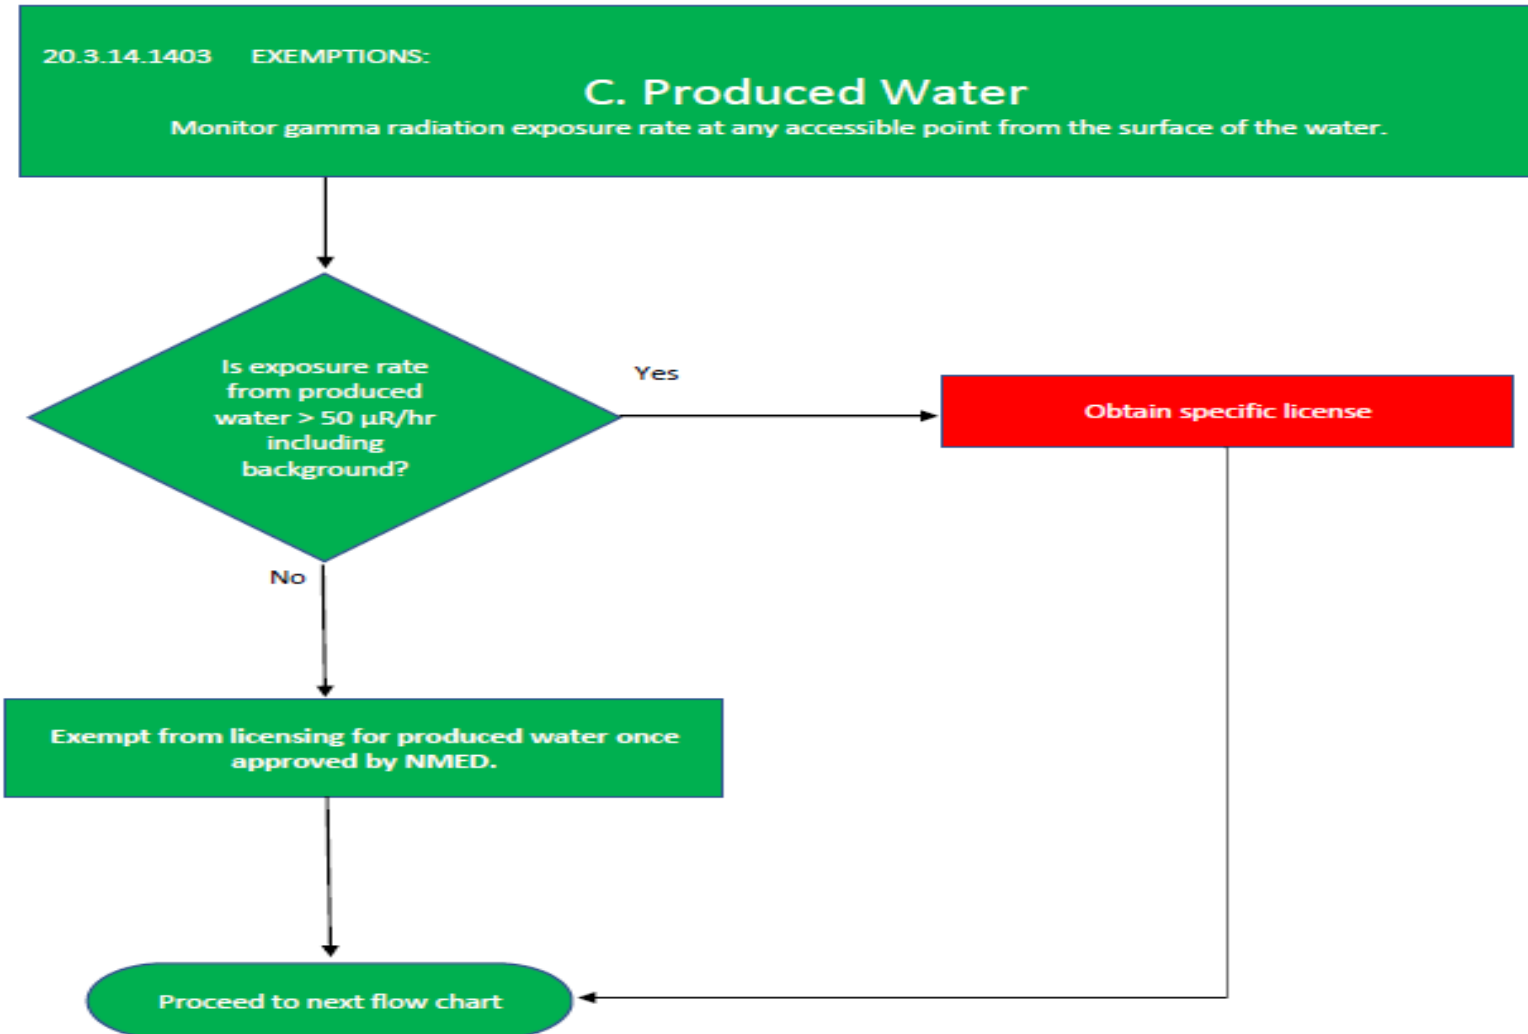 20.3.14.1403 EXEMPTIONS:
C. Produced Water
Monitor gamma radiation exposure rate at any accessible point from the surface of the water.
Is exposure rate
from produced
water > 50 µR/hr
including
background?
Yes
Obtain specific license
No
Exempt from licensing for produced water once
approved by NMED.
Proceed to next flow chart